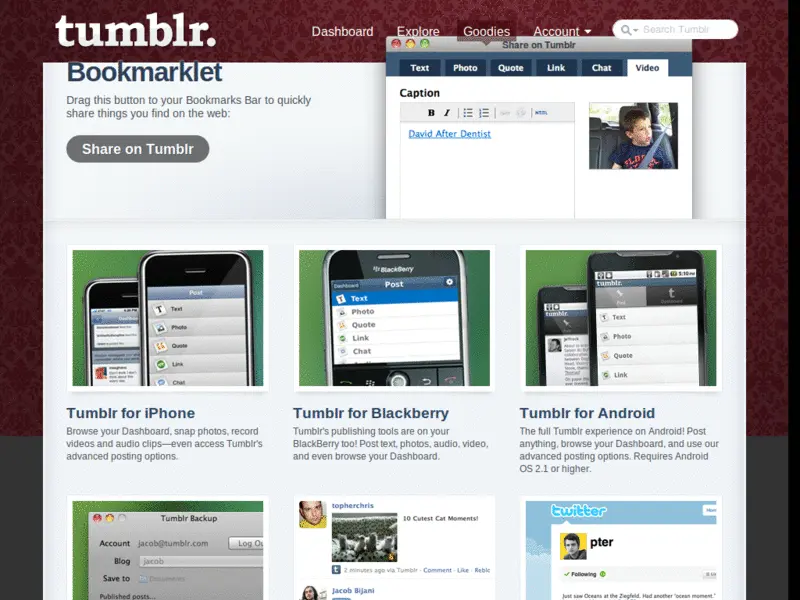 tumblr.
Dashboard Explore Goodies Account Search Tumblr
Bookmarklet
Drag this button to your Bookmarks Bar to quickly
share things you find on the web:
Share on Tumblr
Share on Tumblr
Text Photo Quote Link Chat Video
Caption
B I HTML
David After Dentist
Post
Text
Photo
Quote
Link
Chat
BlackBerry
Dashboard Post
Text
Photo
Quote
Link
Chat
5:10 PM
tumblr.
Post
Text
Photo
Quote
Link
Tumblr for iPhone
Browse your Dashboard, snap photos, record
videos and audio clips—even access Tumblr's
advanced posting options.
Tumblr for Blackberry
Tumblr's publishing tools are on your
BlackBerry too! Post text, photos, audio, video,
and even browse your Dashboard.
Tumblr for Android
The full Tumblr experience on Android! Post
anything, browse your Dashboard, and use our
advanced posting options. Requires Android
OS 2.1 or higher.
Tumblr Backup
Account jacob@tumblr.com Log Ou
Blog jacob
Save to Documents
Published posts...
topherchris
10 Cutest Cat Moments!
2 minutes ago via Tumblr · Comment · Like · Reblo
Jacob Bijani
twitter
pter
Following
Just saw Oceans at the Ziegfeld. Had another "ocean moment."